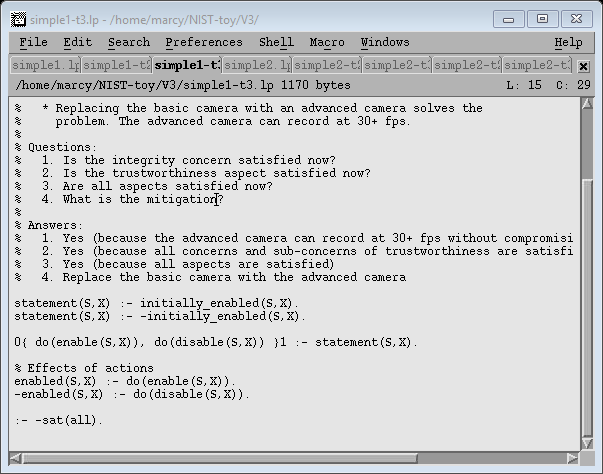 simple1-t3.lp - /home/marcy/NIST-toy/V3/
File Edit Search Preferences Shell Macro Windows Help
simple1.lp simple1-t2 simple1-t3 simple2.lp simple2-t simple2-t simple2-t simple2-t3
/home/marcy/NIST-toy/V3/simple1-t3.lp 1170 bytes L: 15 C: 29
%   * Replacing the basic camera with an advanced camera solves the
%     problem. The advanced camera can record at 30+ fps.
%
% Questions:
%   1. Is the integrity concern satisfied now?
%   2. Is the trustworthiness aspect satisfied now?
%   3. Are all aspects satisfied now?
%   4. What is the mitigation?
%
% Answers:
%   1. Yes (because the advanced camera can record at 30+ fps without compromisi
%   2. Yes (because all concerns and sub-concerns of trustworthiness are satisfi
%   3. Yes (because all aspects are satisfied)
%   4. Replace the basic camera with the advanced camera
statement(S,X) :- initially_enabled(S,X).
statement(S,X) :- -initially_enabled(S,X).
0{ do(enable(S,X)), do(disable(S,X)) }1 :- statement(S,X).
% Effects of actions
enabled(S,X) :- do(enable(S,X)).
-enabled(S,X) :- do(disable(S,X)).
:- -sat(all).